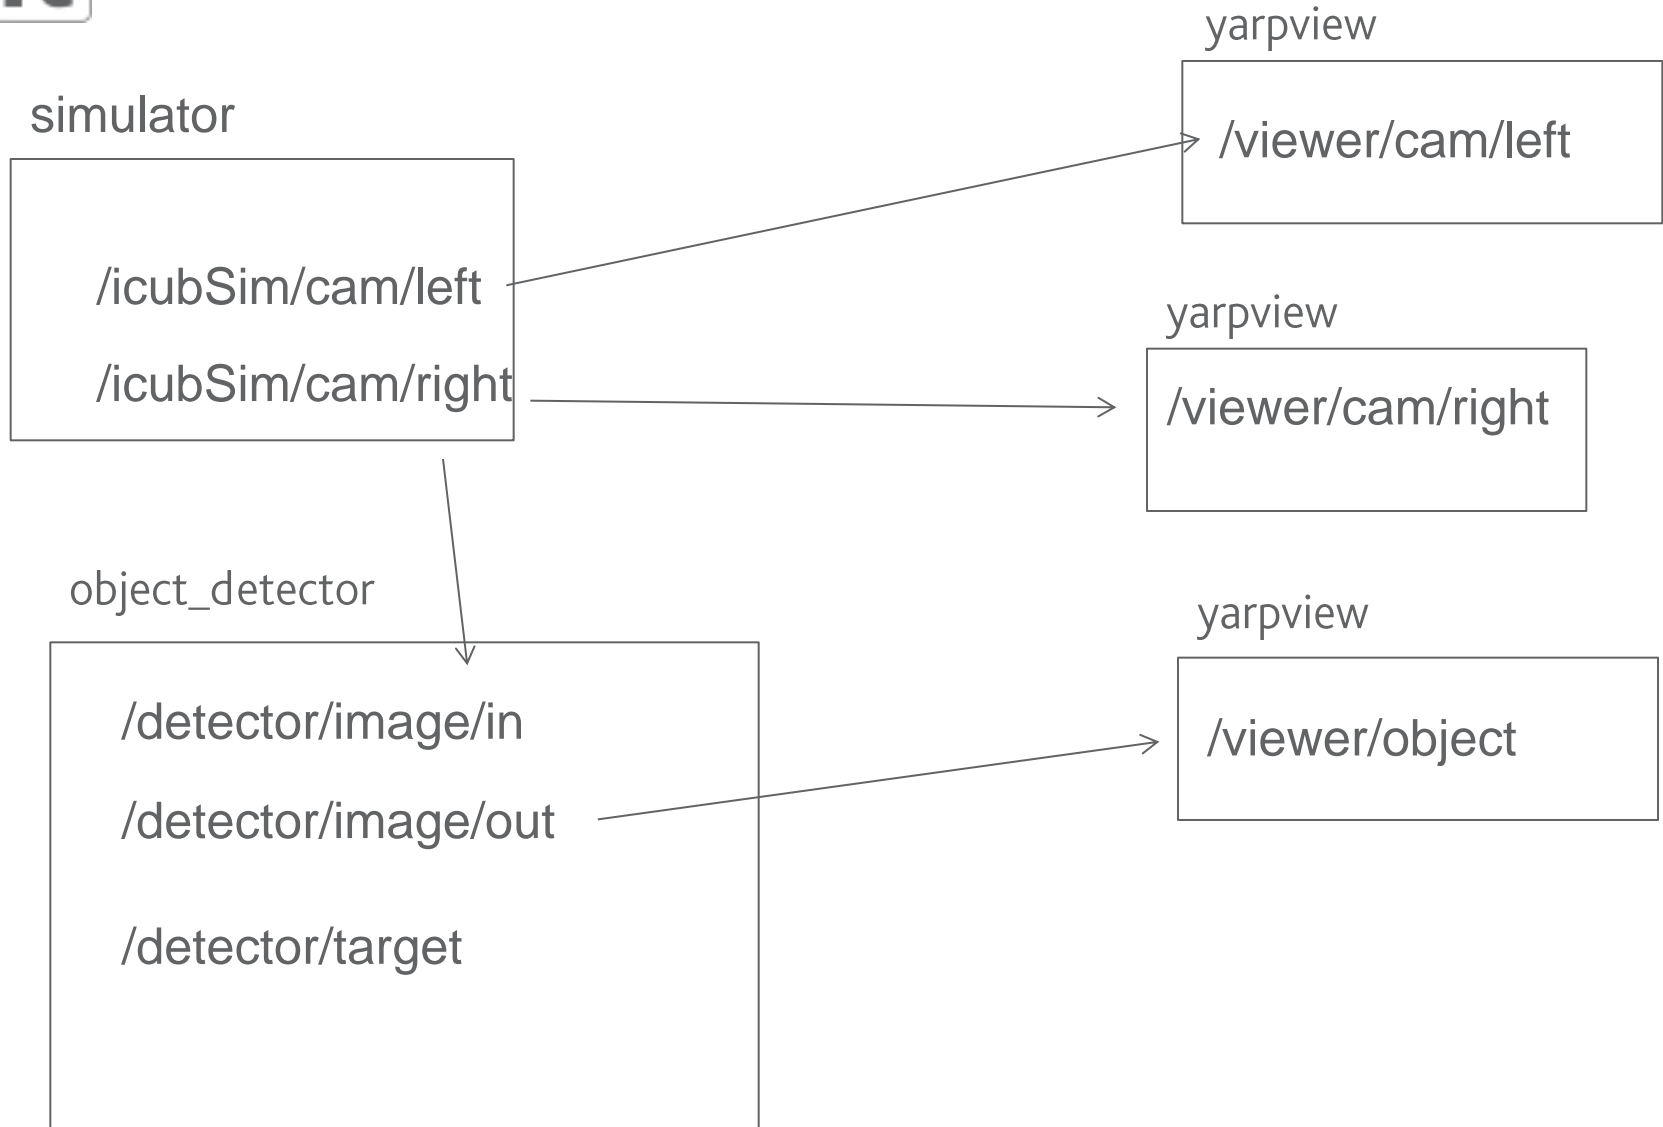 yarpview
simulator
/viewer/cam/left
/icubSim/cam/left
yarpview
/icubSim/cam/right
/viewer/cam/right
object_detector
yarpview
/detector/image/in
/viewer/object
/detector/image/out
/detector/target